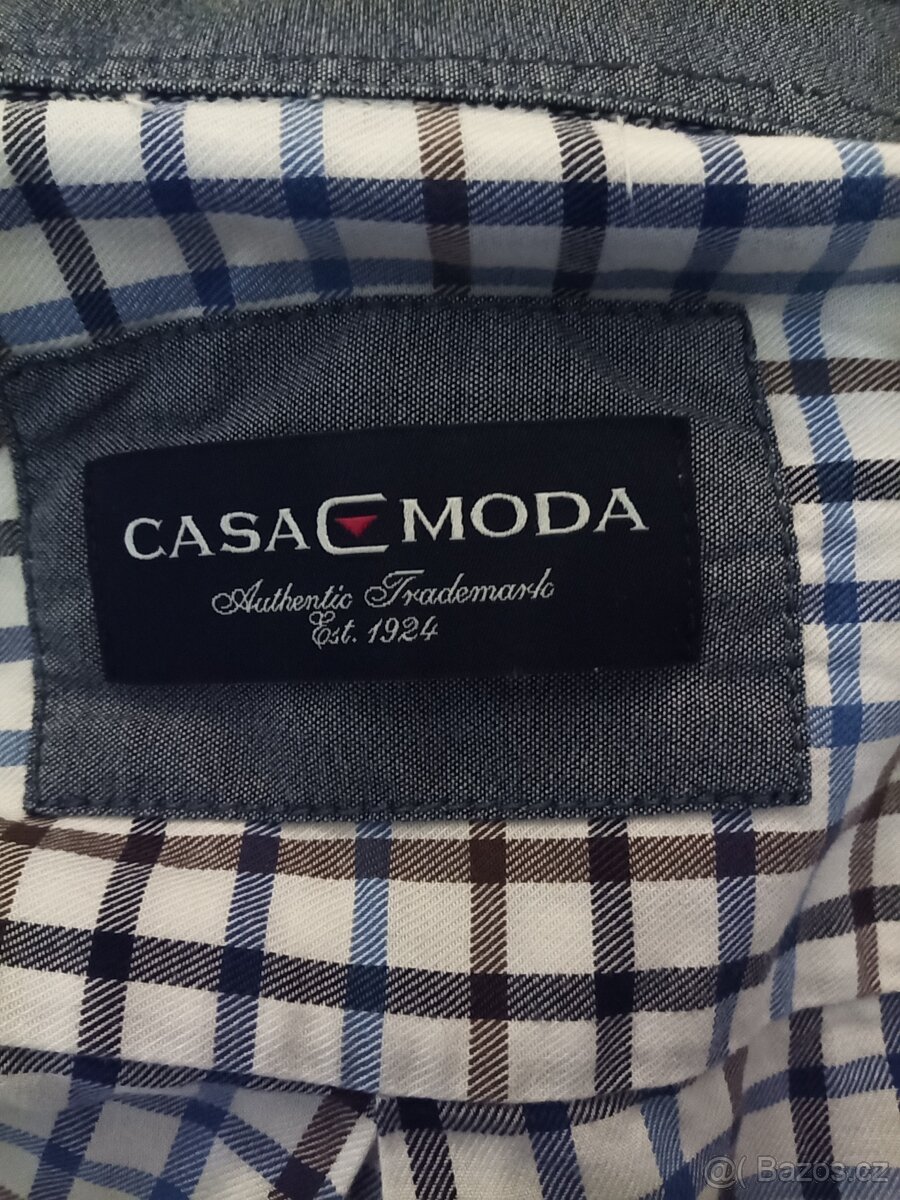 CASA MODA
Authentic Trademark
Est. 1924
@( Bazos.cz